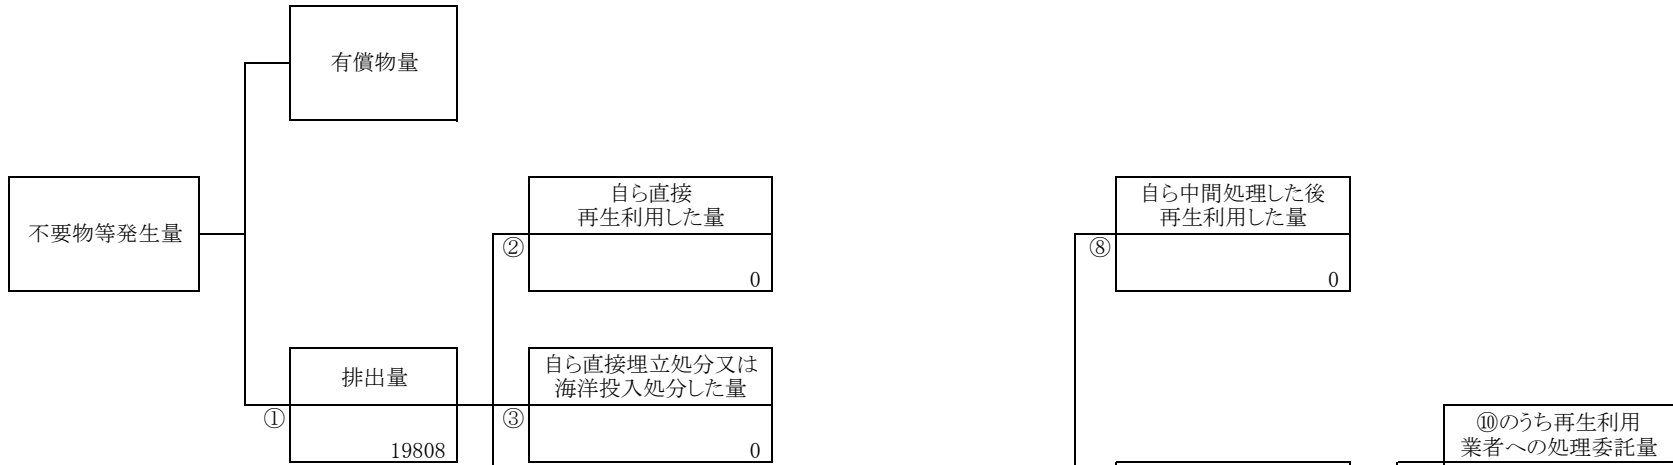 有償物量
不要物等発生量
自ら直接
再生利用した量
②
0
自ら中間処理した後
再生利用した量
⑧
0
排出量
①
19808
自ら直接埋立処分又は
海洋投入処分した量
③
0
⑩のうち再生利用
業者への処理委託量